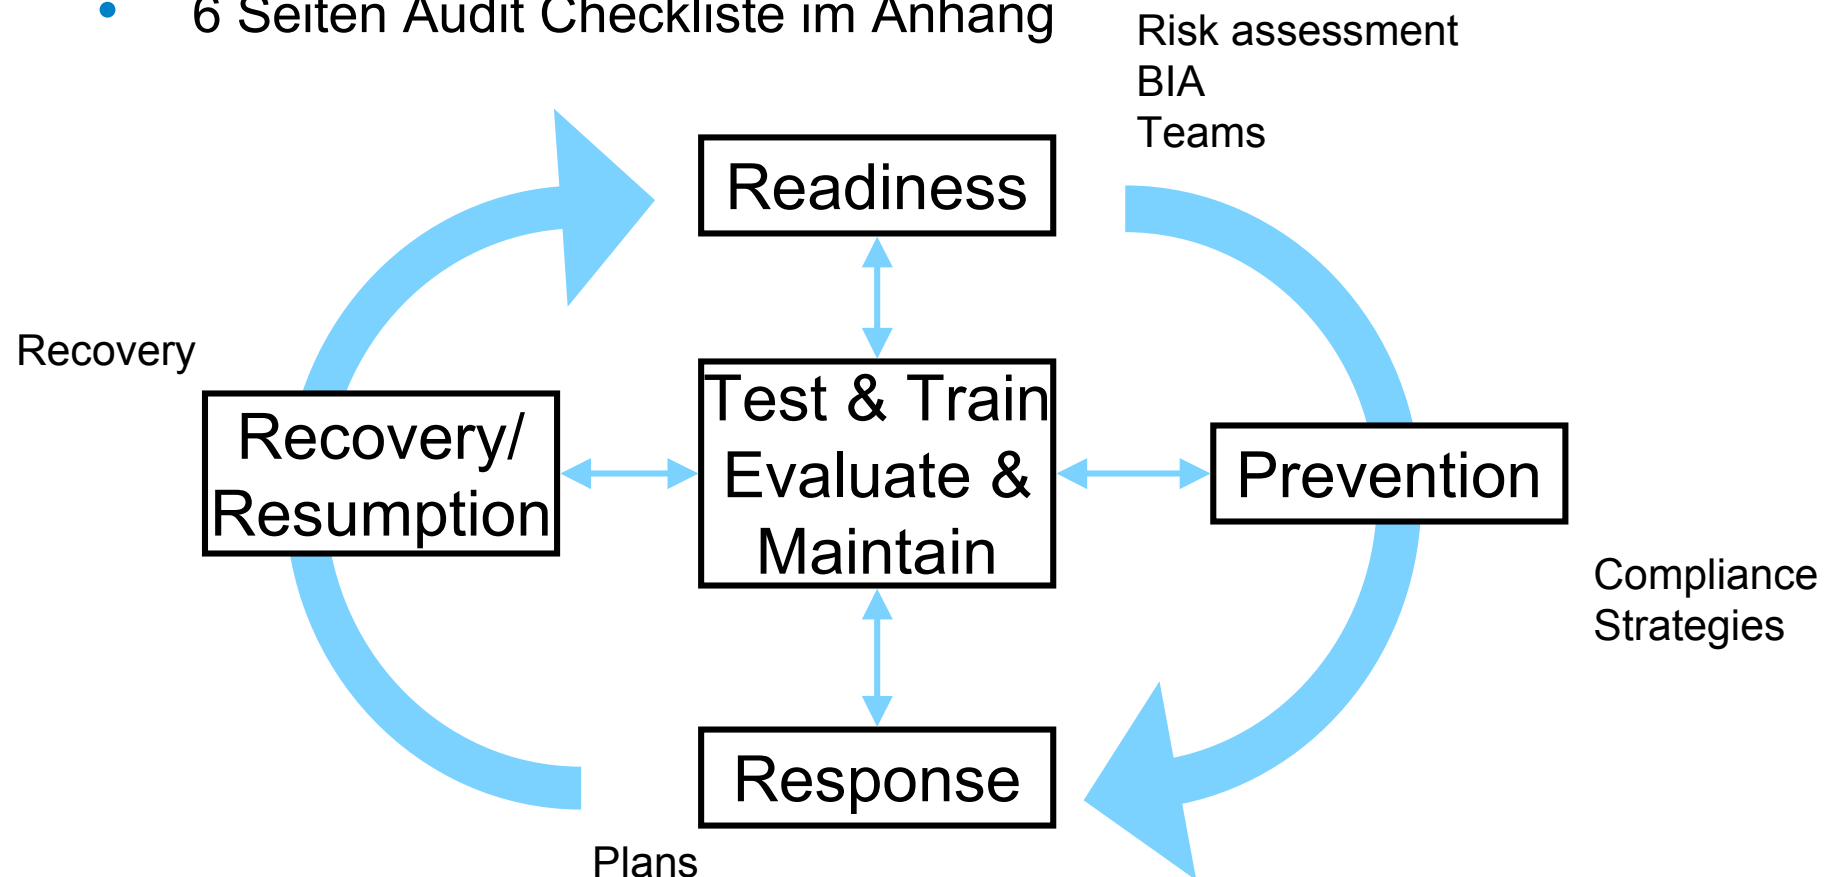 • 6 Seiten Audit Checkliste im Anhang
Risk assessment
BIA
Teams
Readiness
Recovery
Recovery/
Resumption
Test & Train
Evaluate &
Maintain
Prevention
Compliance
Strategies
Response
Plans